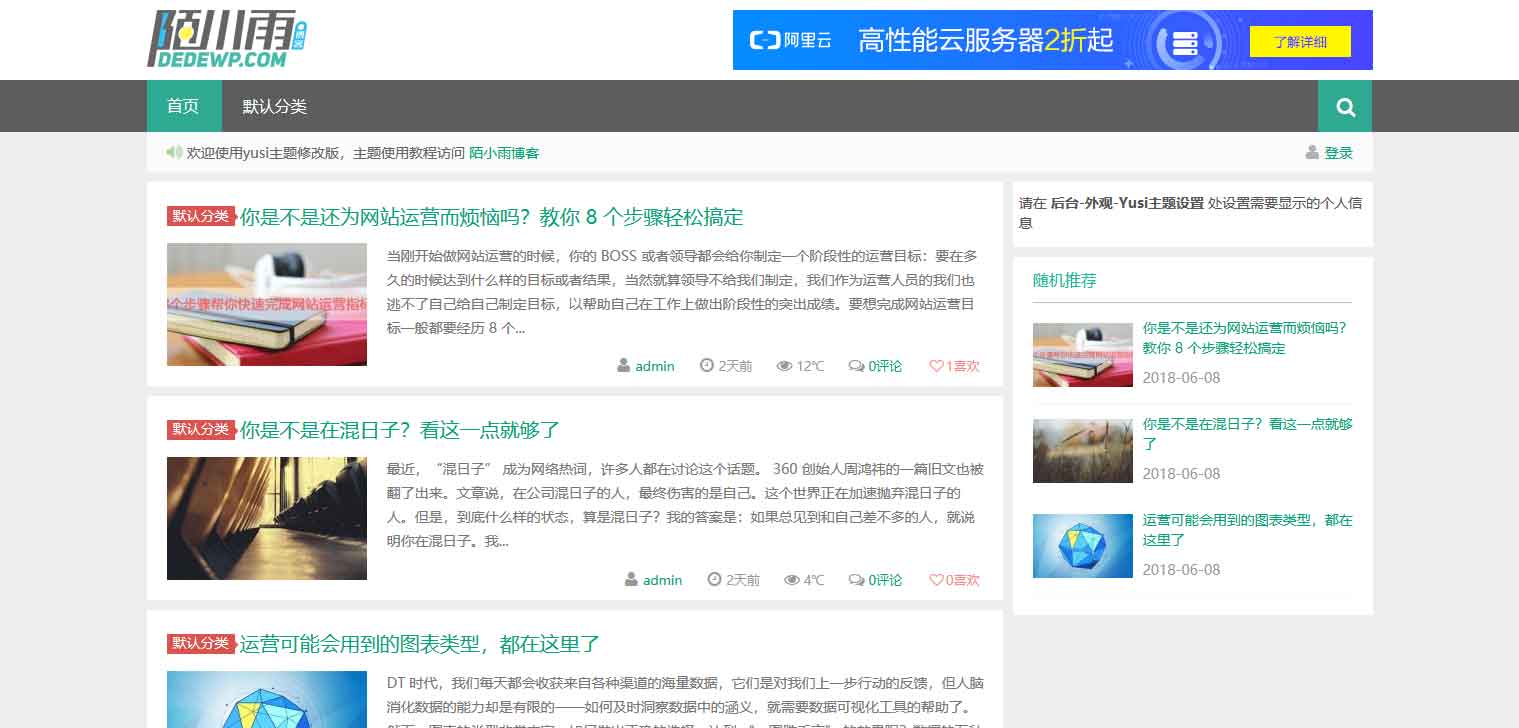 陌川雨
博客
DEDEWP.COM
阿里云 高性能云服务器2折起 了解详细
首页 默认分类
欢迎使用yusi主题修改版，主题使用教程访问 陌小雨博客 登录
默认分类 你是不是还为网站运营而烦恼吗？教你 8 个步骤轻松搞定
个步骤帮你快速完成网站运营指标
当刚开始做网站运营的时候，你的 BOSS 或者领导都会给你制定一个阶段性的运营目标：要在多
久的时候达到什么样的目标或者结果，当然就算领导不给我们制定，我们作为运营人员的我们也
逃不了自己给自己制定目标，以帮助自己在工作上做出阶段性的突出成绩。要想完成网站运营目
标一般都要经历 8 个...
admin 2天前 12℃ 0评论 1喜欢
默认分类 你是不是在混日子？看这一点就够了
最近，“混日子” 成为网络热词，许多人都在讨论这个话题。 360 创始人周鸿祎的一篇旧文也被
翻了出来。文章说，在公司混日子的人，最终伤害的是自己。这个世界正在加速抛弃混日子的
人。但是，到底什么样的状态，算是混日子？我的答案是：如果总见到和自己差不多的人，就说
明你在混日子。我...
admin 2天前 4℃ 0评论 0喜欢
默认分类 运营可能会用到的图表类型，都在这里了
DT 时代，我们每天都会收获来自各种渠道的海量数据，它们是对我们上一步行动的反馈，但人脑
消化数据的能力却是有限的——如何及时洞察数据中的涵义，就需要数据可视化工具的帮助了。
请在 后台-外观-Yusi主题设置 处设置需要显示的个人信
息
随机推荐
你是不是还为网站运营而烦恼吗？
教你 8 个步骤轻松搞定
2018-06-08
你是不是在混日子？看这一点就够
了
2018-06-08
运营可能会用到的图表类型，都在
这里了
2018-06-08